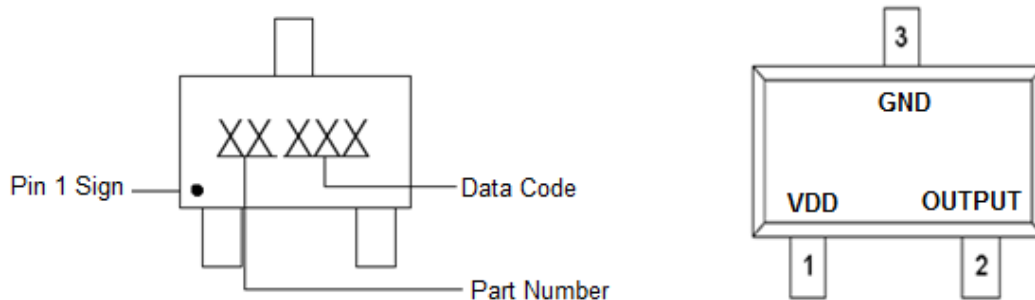 XX XXX
Pin 1 Sign
Data Code
Part Number
3
GND
VDD OUTPUT
1 2